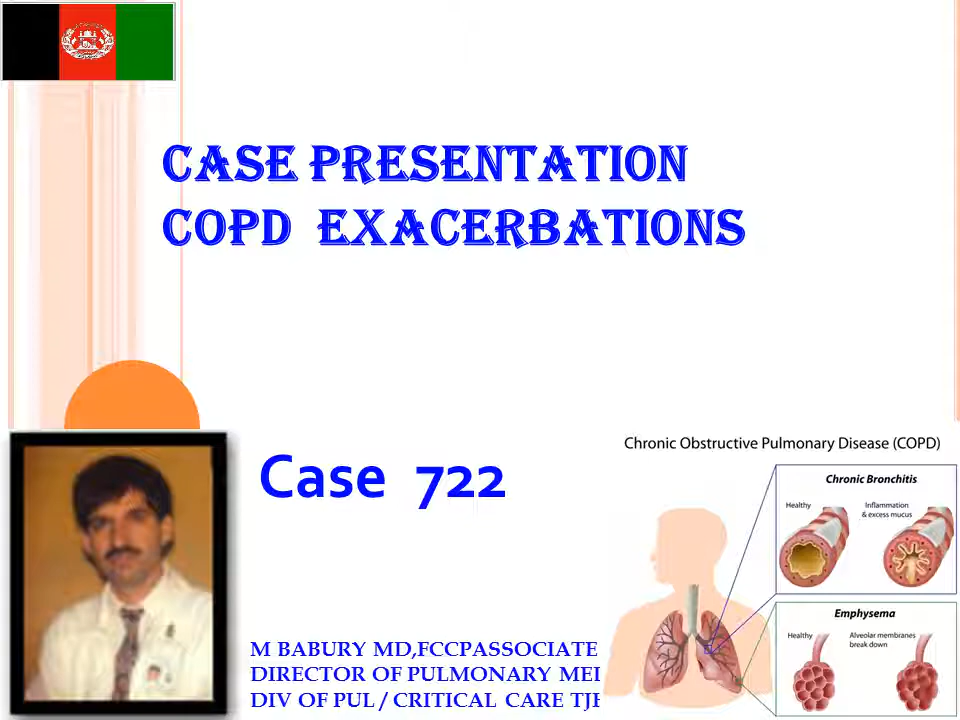 CASE PRESENTATION
COPD EXACERBATIONS
Case 722
M BABURY MD,FCCPASSOCIATE
DIRECTOR OF PULMONARY
DIV OF PUL / CRITICAL CARE
Chronic Obstructive Pulmonary Disease (COPD)
Chronic Bronchitis
Healthy
Inflammation
& excess mucus
Emphysema
Healthy
Alveolar membranes
break down